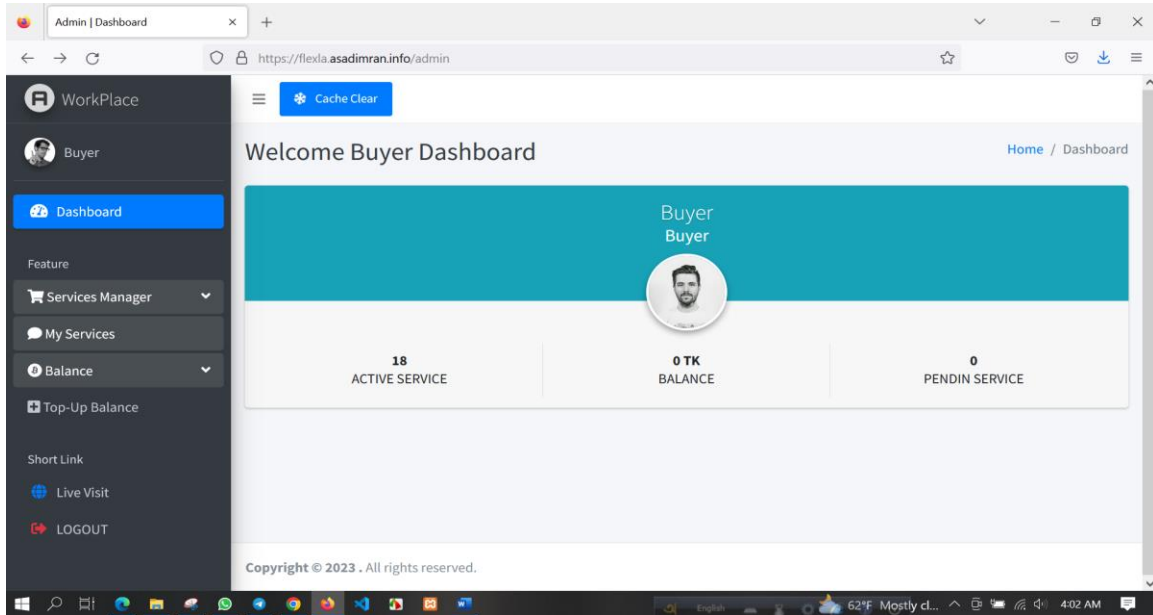 Admin | Dashboard
https://flexla.asadimran.info/admin
WorkPlace
Cache Clear
Buyer
Welcome Buyer Dashboard
Home / Dashboard
Dashboard
Buyer
Buyer
Feature
Services Manager
My Services
Balance
Top-Up Balance
18
ACTIVE SERVICE
0 TK
BALANCE
0
PENDIN SERVICE
Short Link
Live Visit
LOGOUT
Copyright © 2023 . All rights reserved.
English
62°F Mostly cl... 4:02 AM